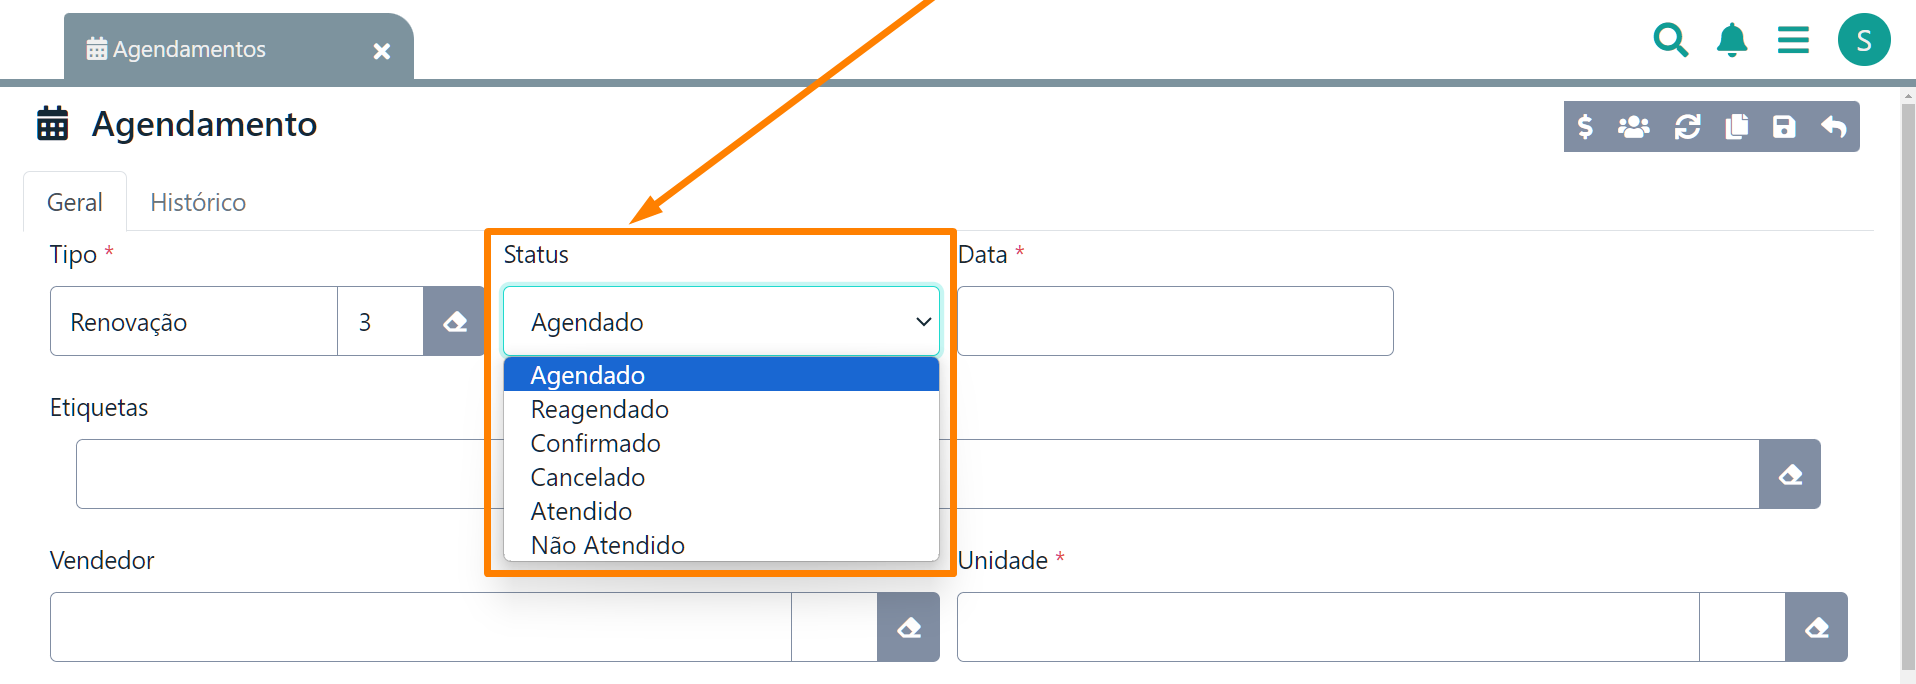 Agendamentos
S
Agendamento
Geral
Histórico
Tipo *
Status
Data *
Renovação
3
Agendado
Agendado
Reagendado
Confirmado
Cancelado
Atendido
Não Atendido
Etiquetas
Vendedor
Unidade *